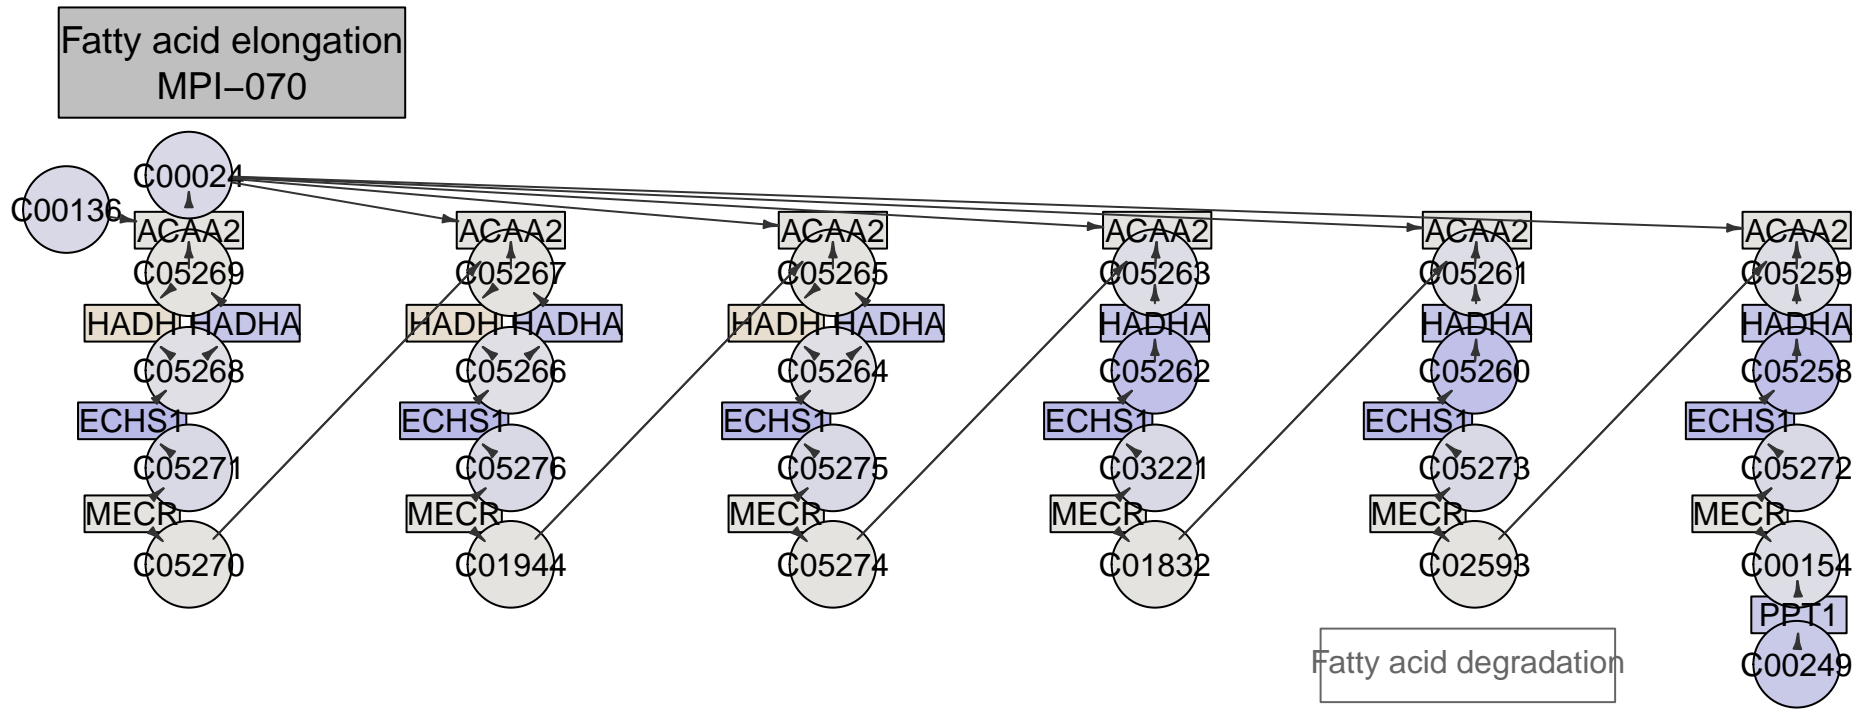 Fatty acid elongation
MPI−070
C00024
C00136
ACAA2 ACAA2 ACAA2 ACAA2 ACAA2 ACAA2
C05269 C05267 C05265 C05263 C05261 C05259
HADH HADHA HADH HADHA HADH HADHA HADHA HADHA HADHA
C05268 C05266 C05264 C05262 C05260 C05258
ECHS1 ECHS1 ECHS1 ECHS1 ECHS1 ECHS1
C05271 C05276 C05275 C03221 C05273 C05272
MECR MECR MECR MECR MECR MECR
C05270 C01944 C05274 C01832 C02593 C00154
PPT1
Fatty acid degradation C00249